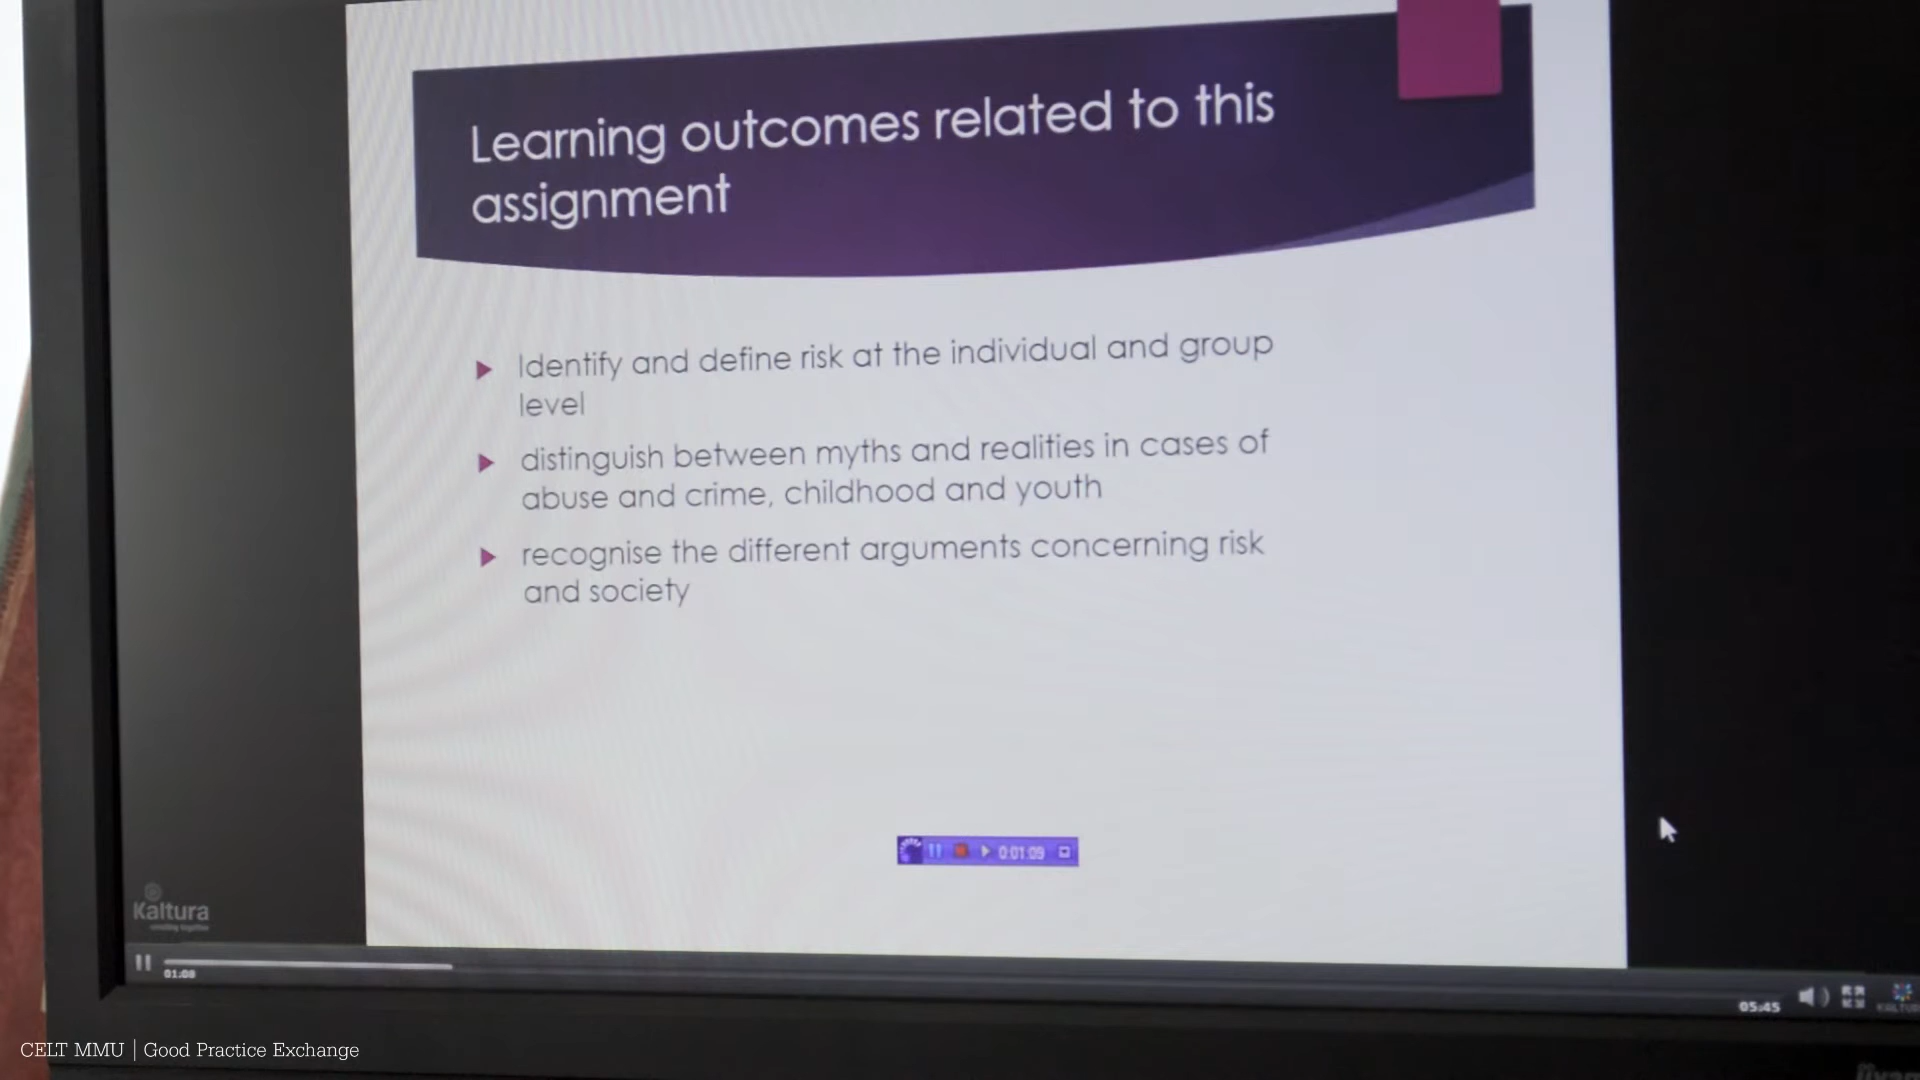 Learning outcomes related to this
assignment
Identify and define risk at the individual and group
level
distinguish between myths and realities in cases of
abuse and crime, childhood and youth
recognise the different arguments concerning risk
and society
0:01:09
Kaltura
01:08
05:45
CELT MMU | Good Practice Exchange